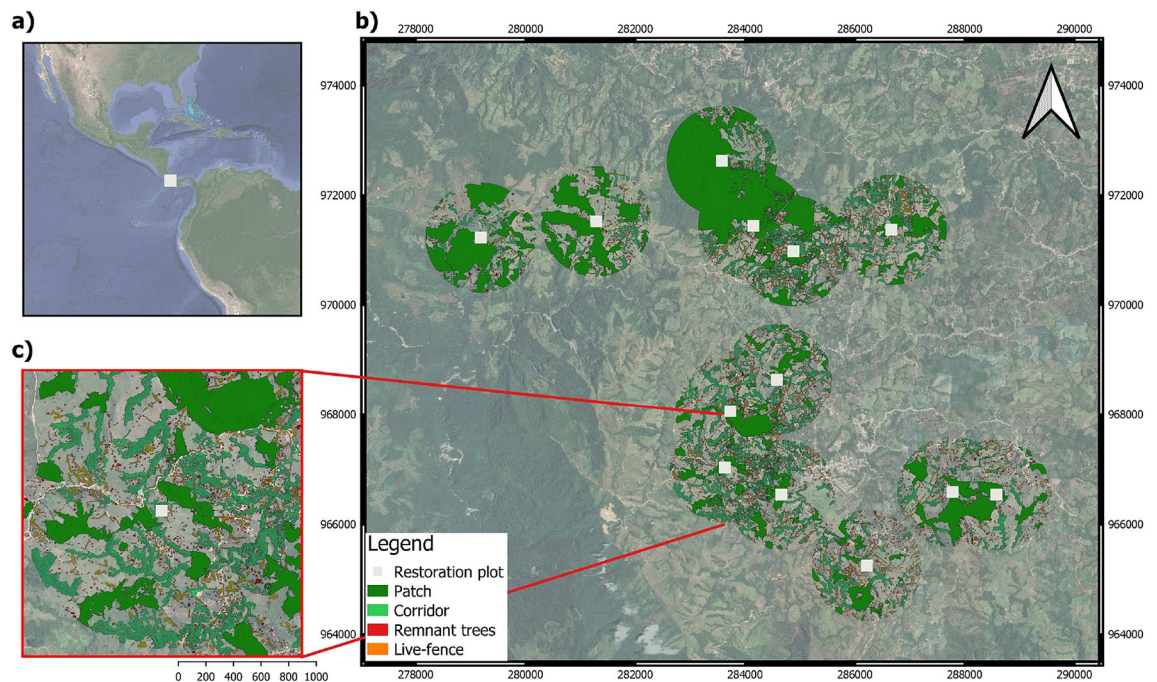 a)
b)
278000 280000 282000 284000 286000 288000 290000
974000 974000
972000 972000
970000 970000
c)
968000 968000
966000 966000
Legend
Restoration plot
Patch
Corridor
Remnant trees
Live-fence
964000 964000
0 200 400 600 800 1000
278000 280000 282000 284000 286000 288000 290000